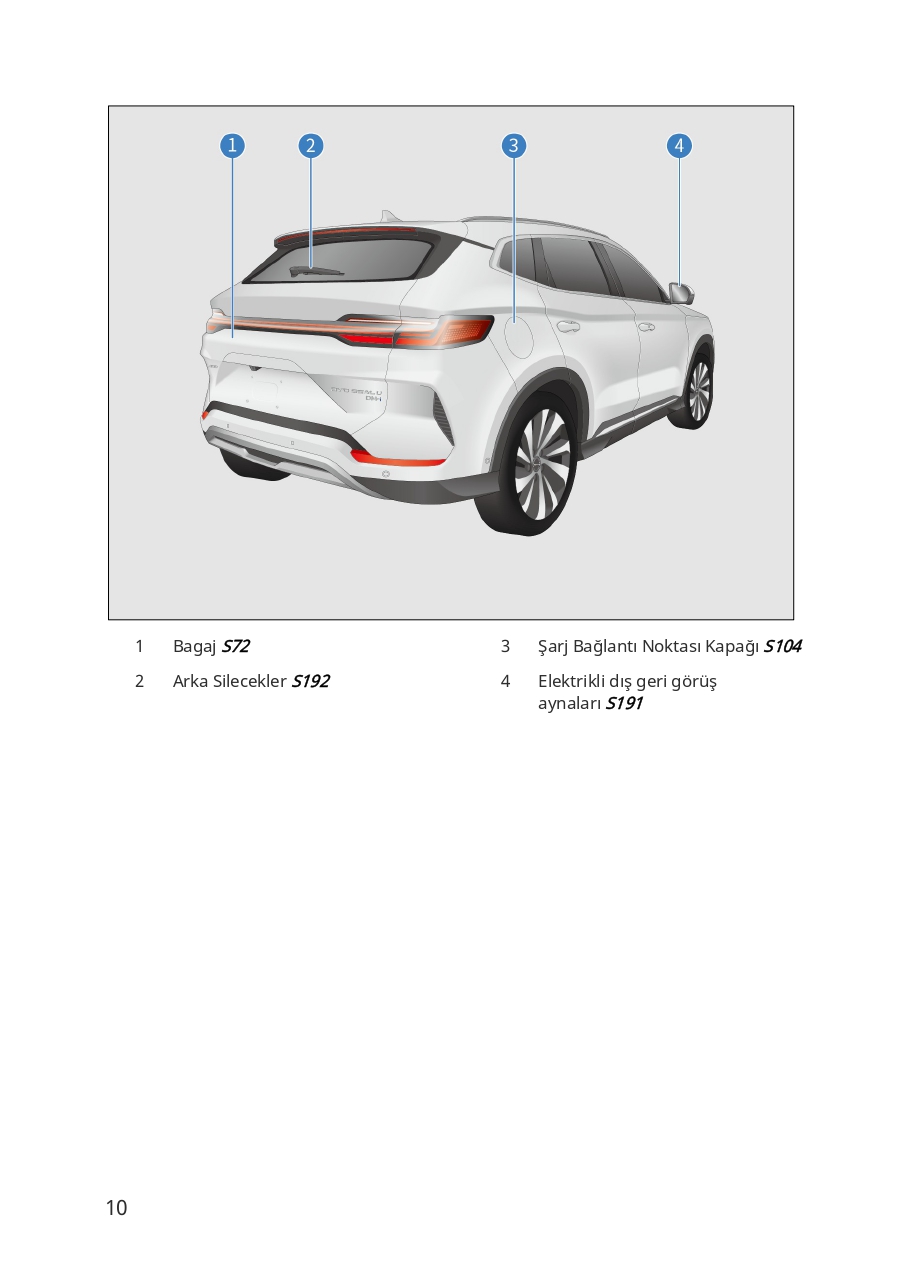 1 2 3 4
DM-i
1 Bagaj S72
2 Arka Silecekler S192
3 Şarj Bağlantı Noktası Kapağı S104
4 Elektrikli dış geri görüş
aynaları S191
10